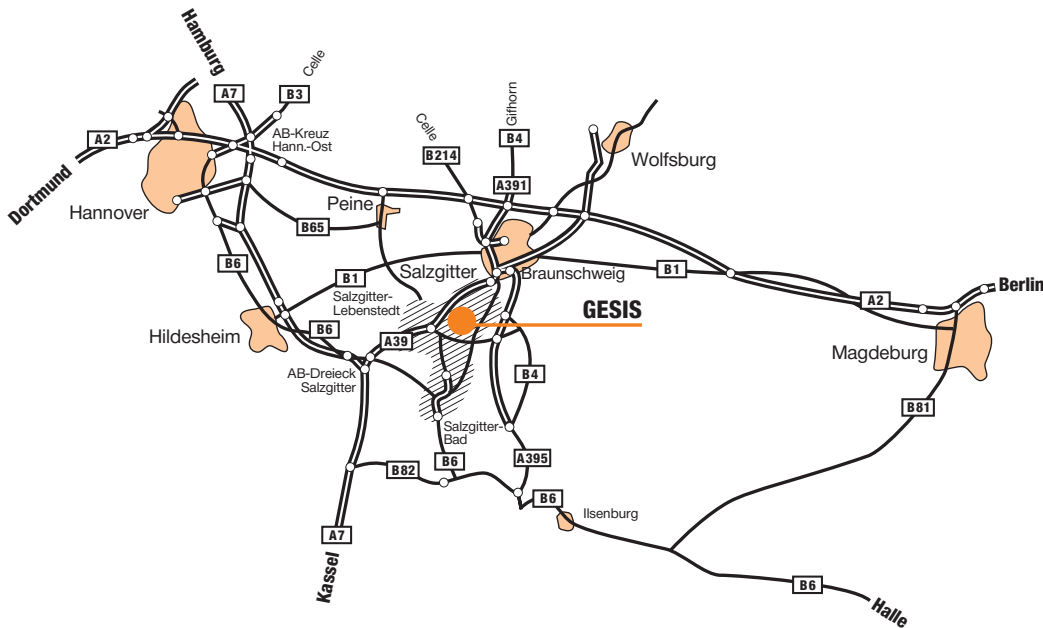 Hamburg
A7
B3
Celle
A2
AB-Kreuz
Hann.-Ost
Dortmund
Hannover
Celle
B214
Gifhorn
B4
A391
Wolfsburg
Peine
B65
B6
B1
Salzgitter
Braunschweig
B1
Salzgitter-
Lebenstedt
Hildesheim
B6
A39
GESIS
A2
Berlin
Magdeburg
AB-Dreieck
Salzgitter
B4
B81
Salzgitter-
Bad
B82
B6
A395
B6
Ilsenburg
A7
Kassel
B6
Halle